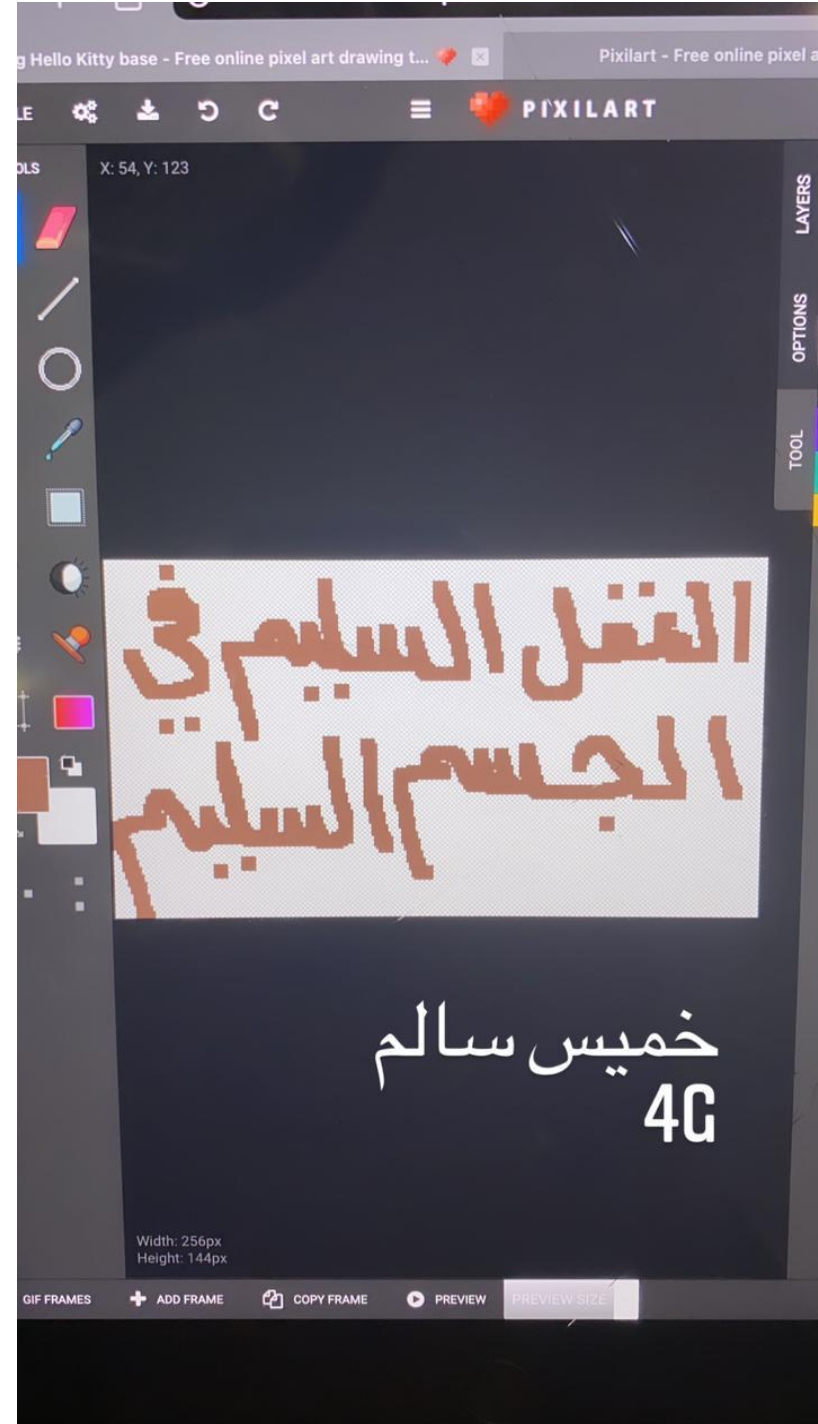 g Hello Kitty base - Free online pixel art drawing t...
Pixilart - Free online pixel a
LE
PIXILART
OLS
X: 54, Y: 123
LAYERS
OPTIONS
TOOL
العقل السليم في
الجسم السليم
خميس سالم
4G
Width: 256px
Height: 144px
GIF FRAMES
ADD FRAME
COPY FRAME
PREVIEW
PREVIEW SIZE